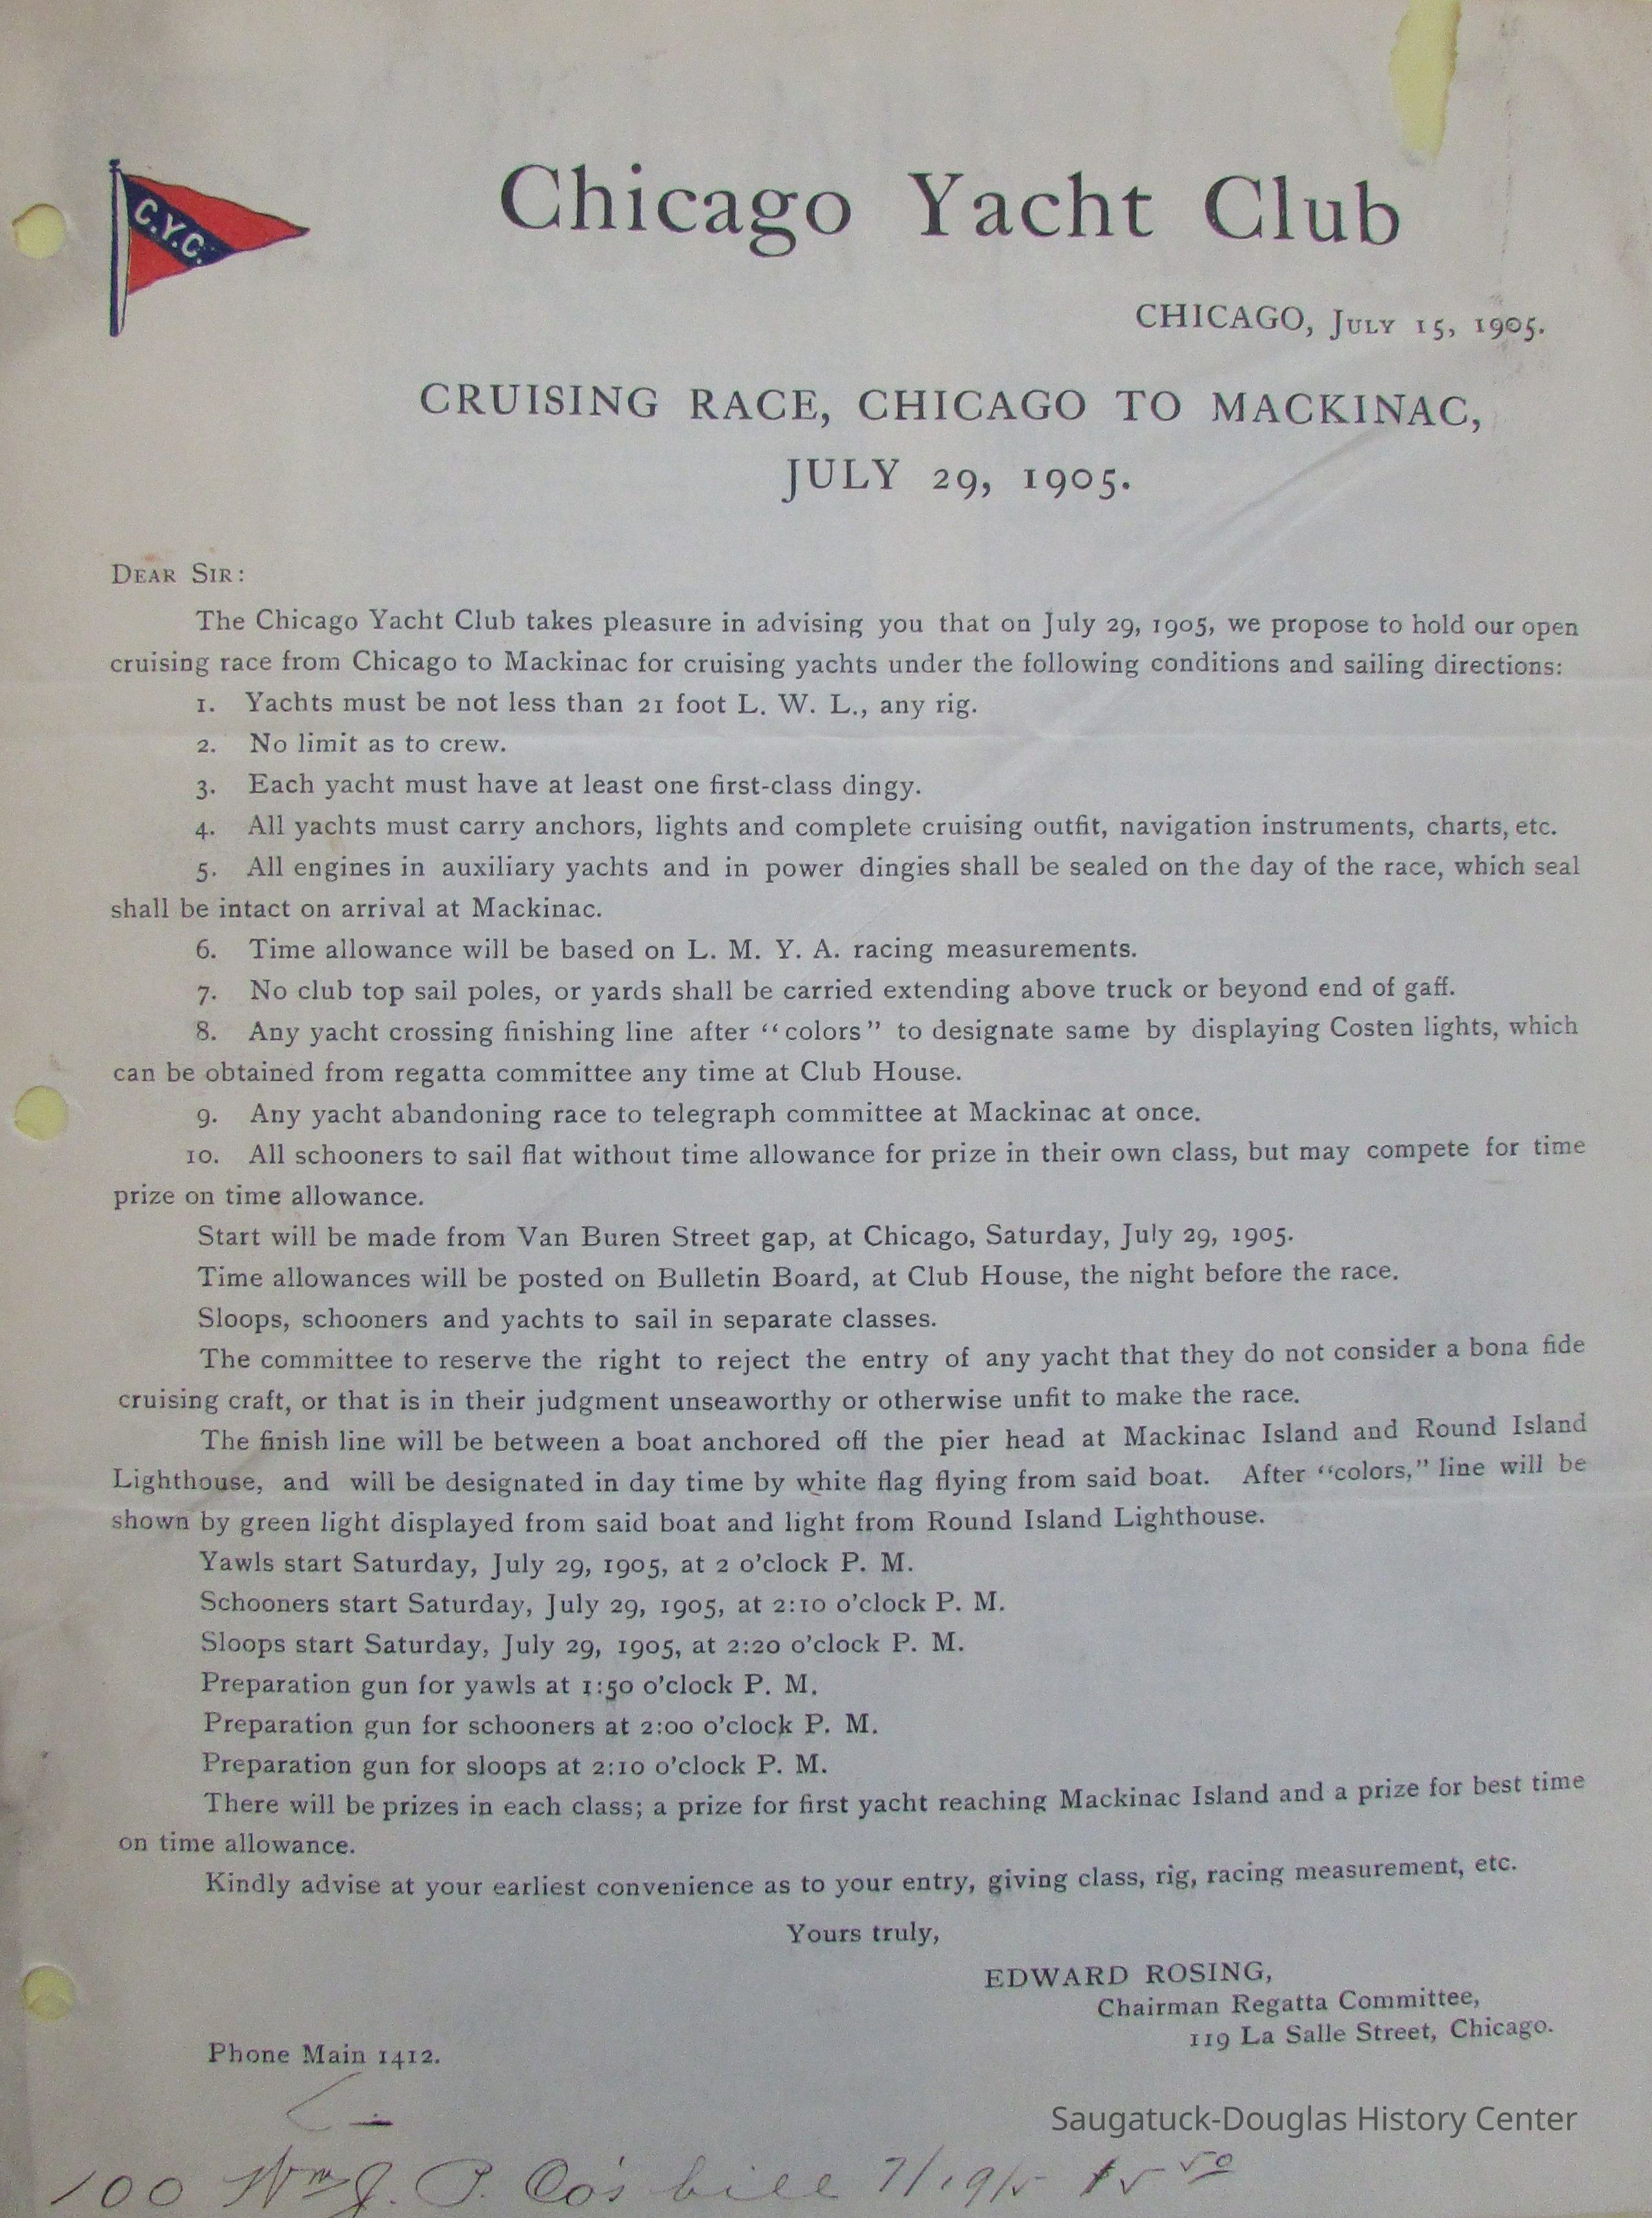 C.Y.C.
Chicago Yacht Club
CHICAGO, JULY 15, 1905.
CRUISING RACE, CHICAGO TO MACKINAC,
JULY 29, 1905.
DEAR SIR:
The Chicago Yacht Club takes pleasure in advising you that on July 29, 1905, we propose to hold our open
cruising race from Chicago to Mackinac for cruising yachts under the following conditions and sailing directions:
1. Yachts must be not less than 21 foot L. W. L., any rig.
2. No limit as to crew.
3. Each yacht must have at least one first-class dingy.
4. All yachts must carry anchors, lights and complete cruising outfit, navigation instruments, charts, etc.
5. All engines in auxiliary yachts and in power dingies shall be sealed on the day of the race, which seal
shall be intact on arrival at Mackinac.
6. Time allowance will be based on L. M. Y. A. racing measurements.
7. No club top sail poles, or yards shall be carried extending above truck or beyond end of gaff.
8. Any yacht crossing finishing line after “colors” to designate same by displaying Costen lights, which
can be obtained from regatta committee any time at Club House.
9. Any yacht abandoning race to telegraph committee at Mackinac at once.
10. All schooners to sail flat without time allowance for prize in their own class, but may compete for time
prize on time allowance.
Start will be made from Van Buren Street gap, at Chicago, Saturday, July 29, 1905.
Time allowances will be posted on Bulletin Board, at Club House, the night before the race.
Sloops, schooners and yachts to sail in separate classes.
The committee to reserve the right to reject the entry of any yacht that they do not consider a bona fide
cruising craft, or that is in their judgment unseaworthy or otherwise unfit to make the race.
The finish line will be between a boat anchored off the pier head at Mackinac Island and Round Island
Lighthouse, and will be designated in day time by white flag flying from said boat. After “colors,” line will be
shown by green light displayed from said boat and light from Round Island Lighthouse.
Yawls start Saturday, July 29, 1905, at 2 o'clock P. M.
Schooners start Saturday, July 29, 1905, at 2:10 o'clock P. M.
Sloops start Saturday, July 29, 1905, at 2:20 o'clock P. M.
Preparation gun for yawls at 1:50 o'clock P. M.
Preparation gun for schooners at 2:00 o'clock P. M.
Preparation gun for sloops at 2:10 o'clock P. M.
There will be prizes in each class; a prize for first yacht reaching Mackinac Island and a prize for best time
on time allowance.
Kindly advise at your earliest convenience as to your entry, giving class, rig, racing measurement, etc.
Yours truly,
EDWARD ROSING,
Chairman Regatta Committee,
119 La Salle Street, Chicago.
Phone Main 1412.
Saugatuck-Douglas History Center
100 Wm J. P. Co's bill 7/19/5